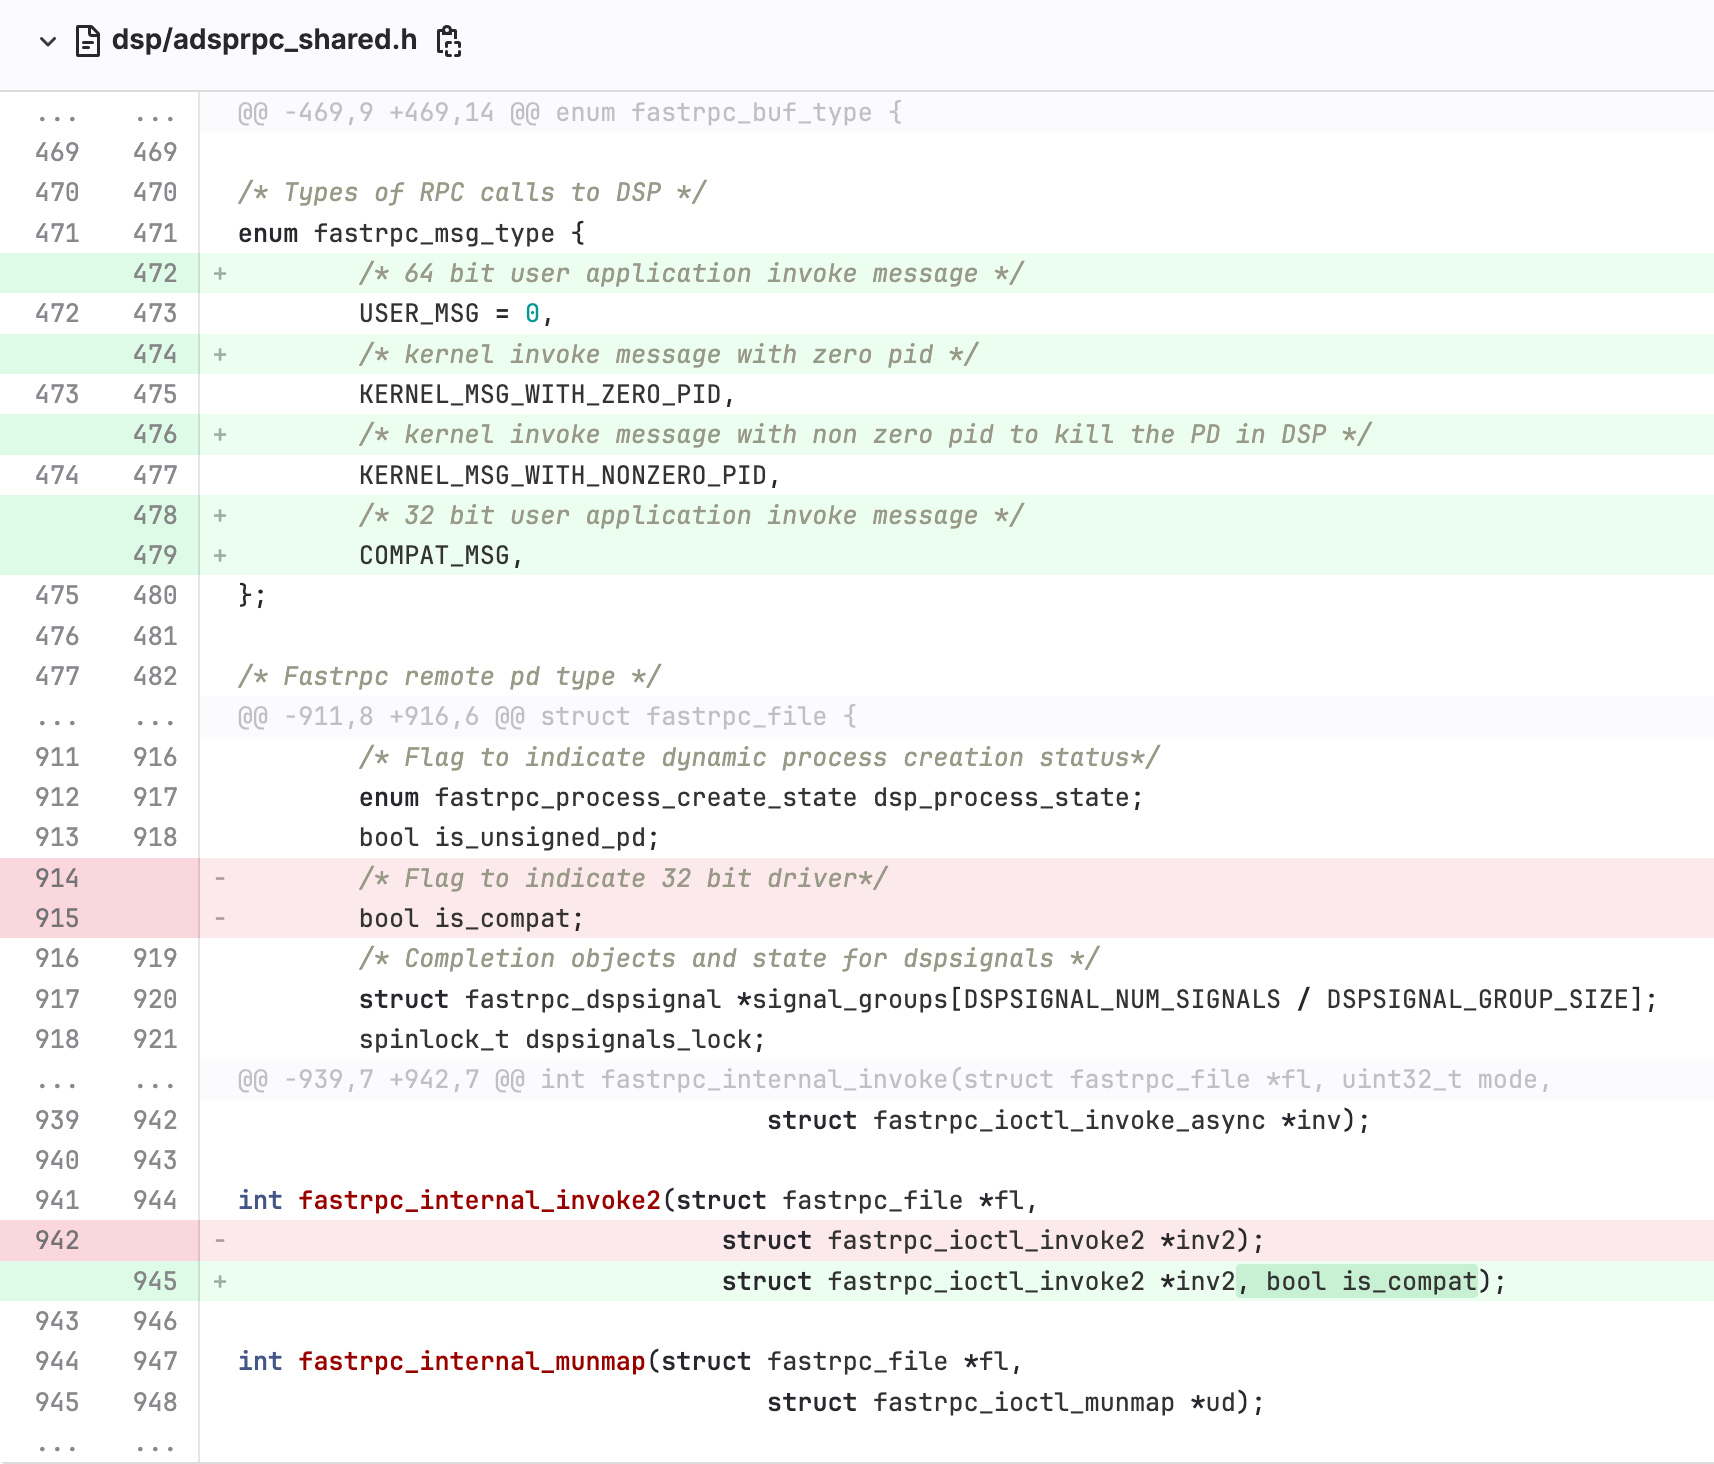 dsp/adsprpc_shared.h
... ... @@ -469,9 +469,14 @@ enum fastrpc_buf_type {
469 469
470 470 /* Types of RPC calls to DSP */
471 471 enum fastrpc_msg_type {
472 + /* 64 bit user application invoke message */
472 473 USER_MSG = 0,
474 + /* kernel invoke message with zero pid */
473 475 KERNEL_MSG_WITH_ZERO_PID,
476 + /* kernel invoke message with non zero pid to kill the PD in DSP */
474 477 KERNEL_MSG_WITH_NONZERO_PID,
478 + /* 32 bit user application invoke message */
479 + COMPAT_MSG,
475 480 };
476 481
477 482 /* Fastrpc remote pd type */
... ... @@ -911,8 +916,6 @@ struct fastrpc_file {
911 916 /* Flag to indicate dynamic process creation status*/
912 917 enum fastrpc_process_create_state dsp_process_state;
913 918 bool is_unsigned_pd;
914 - /* Flag to indicate 32 bit driver*/
915 - bool is_compat;
916 919 /* Completion objects and state for dspsignals */
917 920 struct fastrpc_dspsignal *signal_groups[DSPSIGNAL_NUM_SIGNALS / DSPSIGNAL_GROUP_SIZE];
918 921 spinlock_t dspsignals_lock;
... ... @@ -939,7 +942,7 @@ int fastrpc_internal_invoke(struct fastrpc_file *fl, uint32_t mode,
939 942 struct fastrpc_ioctl_invoke_async *inv);
940 943
941 944 int fastrpc_internal_invoke2(struct fastrpc_file *fl,
942 - struct fastrpc_ioctl_invoke2 *inv2);
945 + struct fastrpc_ioctl_invoke2 *inv2, bool is_compat);
943 946
944 947 int fastrpc_internal_munmap(struct fastrpc_file *fl,
945 948 struct fastrpc_ioctl_munmap *ud);
... ...